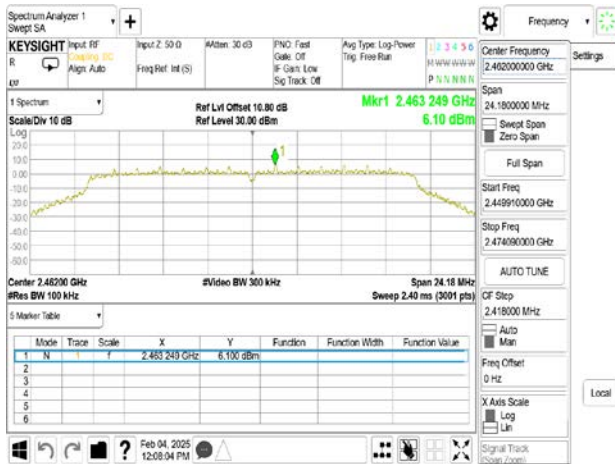 Spectrum Analyzer 1
Swept SA
+
Frequency
KEYSIGHT
R
Input: RF
Coupling: DC
Align: Auto
Input Z: 50 Ω
Freq Ref: Int (S)
#Atten: 30 dB
PNO: Fast
Gate: Off
IF Gain: Low
Sig Track: Off
Avg Type: Log-Power
Trig: Free Run
1 2 3 4 5 6
M W W W W W
P N N N N N
1 Spectrum
Scale/Div 10 dB
Ref Lvl Offset 10.80 dB
Ref Level 30.00 dBm
Mkr1 2.463 249 GHz
6.10 dBm
Log
20.0
10.0
0.00
-10.0
-20.0
-30.0
-40.0
-50.0
-60.0
1
Center 2.46200 GHz
#Res BW 100 kHz
#Video BW 300 kHz
Span 24.18 MHz
Sweep 2.40 ms (3001 pts)
5 Marker Table
Mode Trace Scale X Y Function Function Width Function Value
1 N 1 f 2.463 249 GHz 6.100 dBm
2
3
4
5
6
Feb 04, 2025
12:08:04 PM
?
Center Frequency
2.462000000 GHz
Span
24.1800000 MHz
Swept Span
Zero Span
Full Span
Start Freq
2.449910000 GHz
Stop Freq
2.474090000 GHz
AUTO TUNE
CF Step
2.418000 MHz
Auto
Man
Freq Offset
0 Hz
X Axis Scale
Log
Lin
Signal Track
(Span Zoom)
Settings
Local